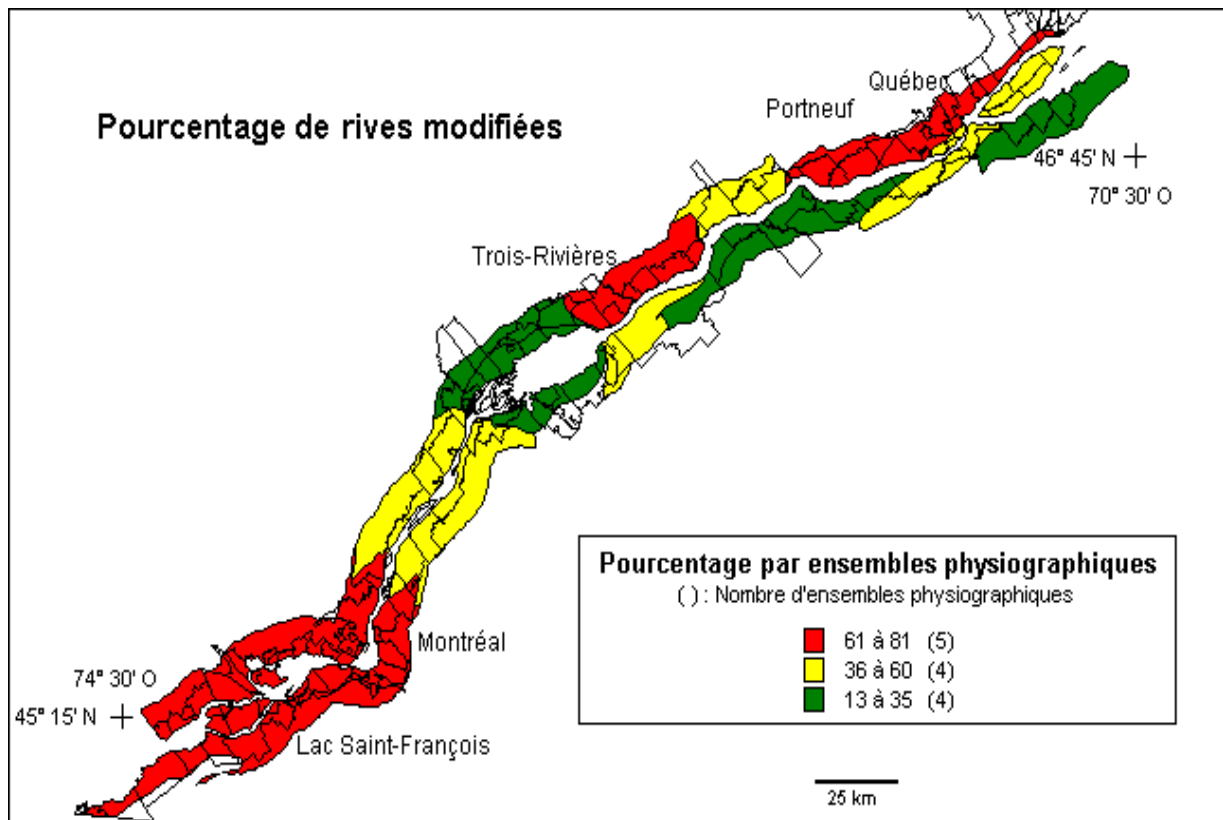 Pourcentage de rives modifiées
Québec
Portneuf
46° 45' N
70° 30' O
Trois-Rivières
Montréal
74° 30' O
45° 15' N
Lac Saint-François
Pourcentage par ensembles physiographiques
( ) : Nombre d'ensembles physiographiques
61 à 81 (5)
36 à 60 (4)
13 à 35 (4)
25 km